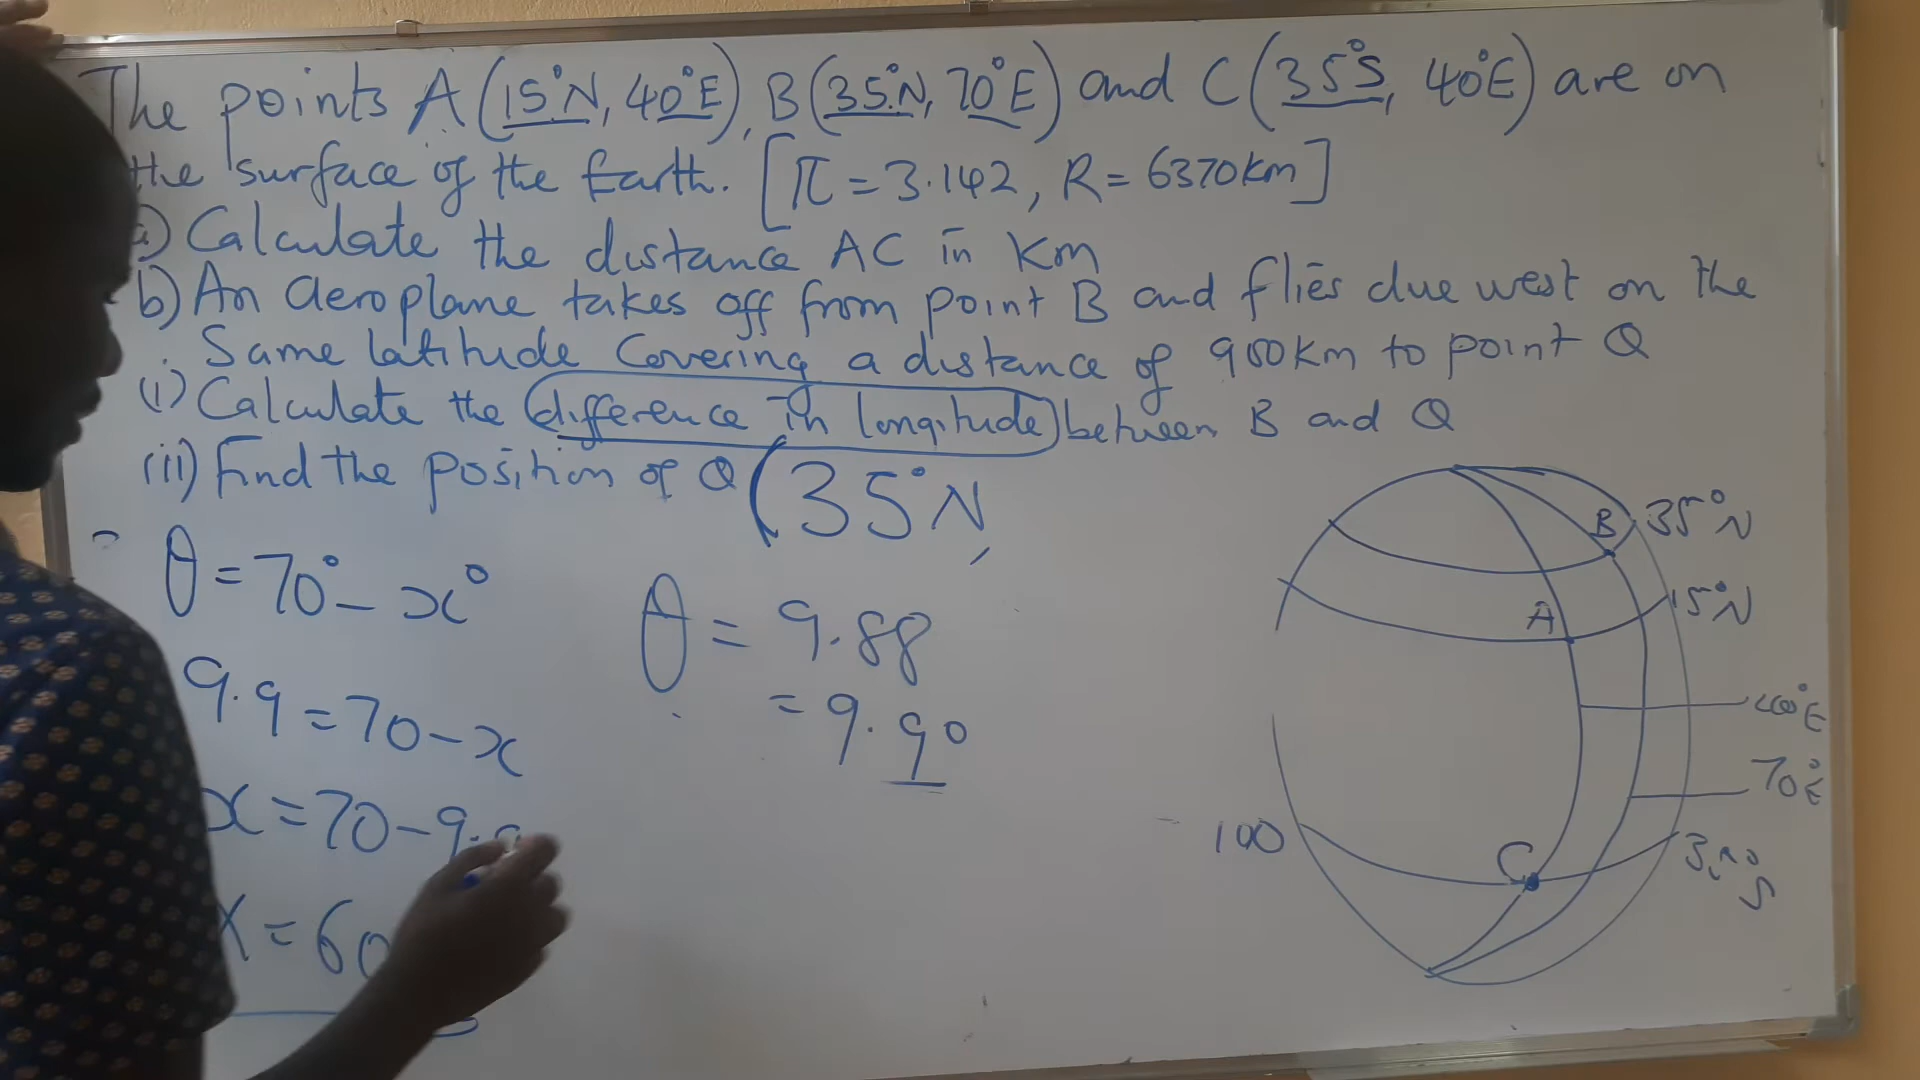 The points A(15°N, 40°E), B(35°N, 70°E) and C(35°S, 40°E) are on
the surface of the Earth. [π = 3.142, R = 6370km]
a) Calculate the distance AC in Km
b) An aeroplane takes off from point B and flies due west on the
Same latitude Covering a distance of 900km to point Q
(i) Calculate the difference in longitude between B and Q
(ii) Find the position of Q (35°N,
θ = 70° - x°
9.9 = 70 - x
x = 70 - 9.9
x = 60
θ = 9.88
= 9.9°
B 35°N
A 15°N
40°E
70°E
100
C 35°S